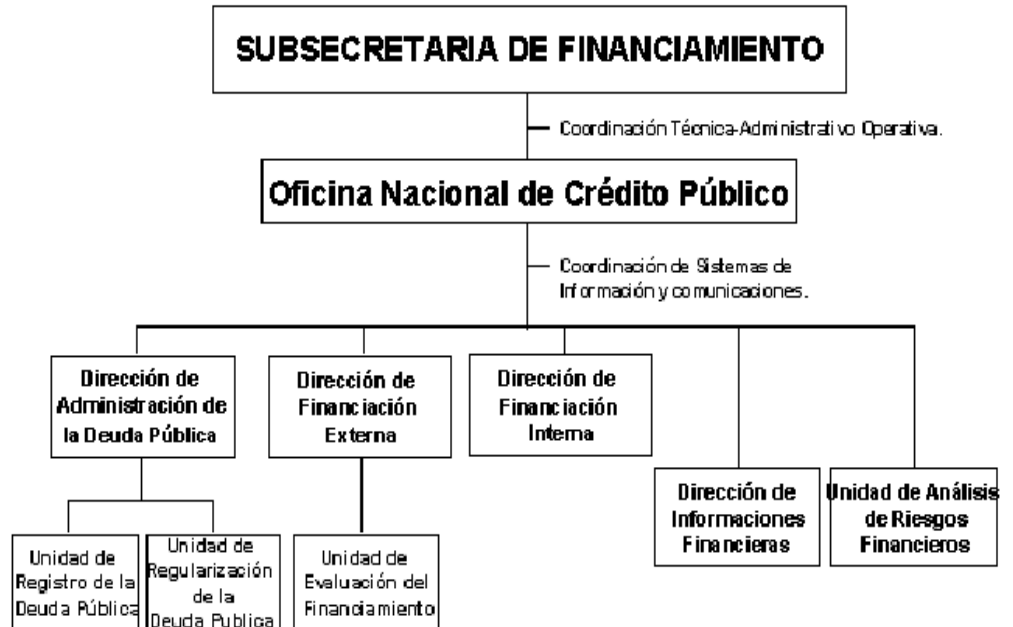 SUBSECRETARIA DE FINANCIAMIENTO
Coordinación Técnica-Administrativo Operativa.
Oficina Nacional de Crédito Público
Coordinación de Sistemas de
Información y comunicaciones.
Dirección de
Administración de
la Deuda Pública
Dirección de
Financiación
Externa
Dirección de
Financiación
Interna
Dirección de
Informaciones
Financieras
Unidad de Análisis
de Riesgos
Financieros
Unidad de
Registro de la
Deuda Pública
Unidad de
Regularización
de la
Deuda Publica
Unidad de
Evaluación del
Financiamiento